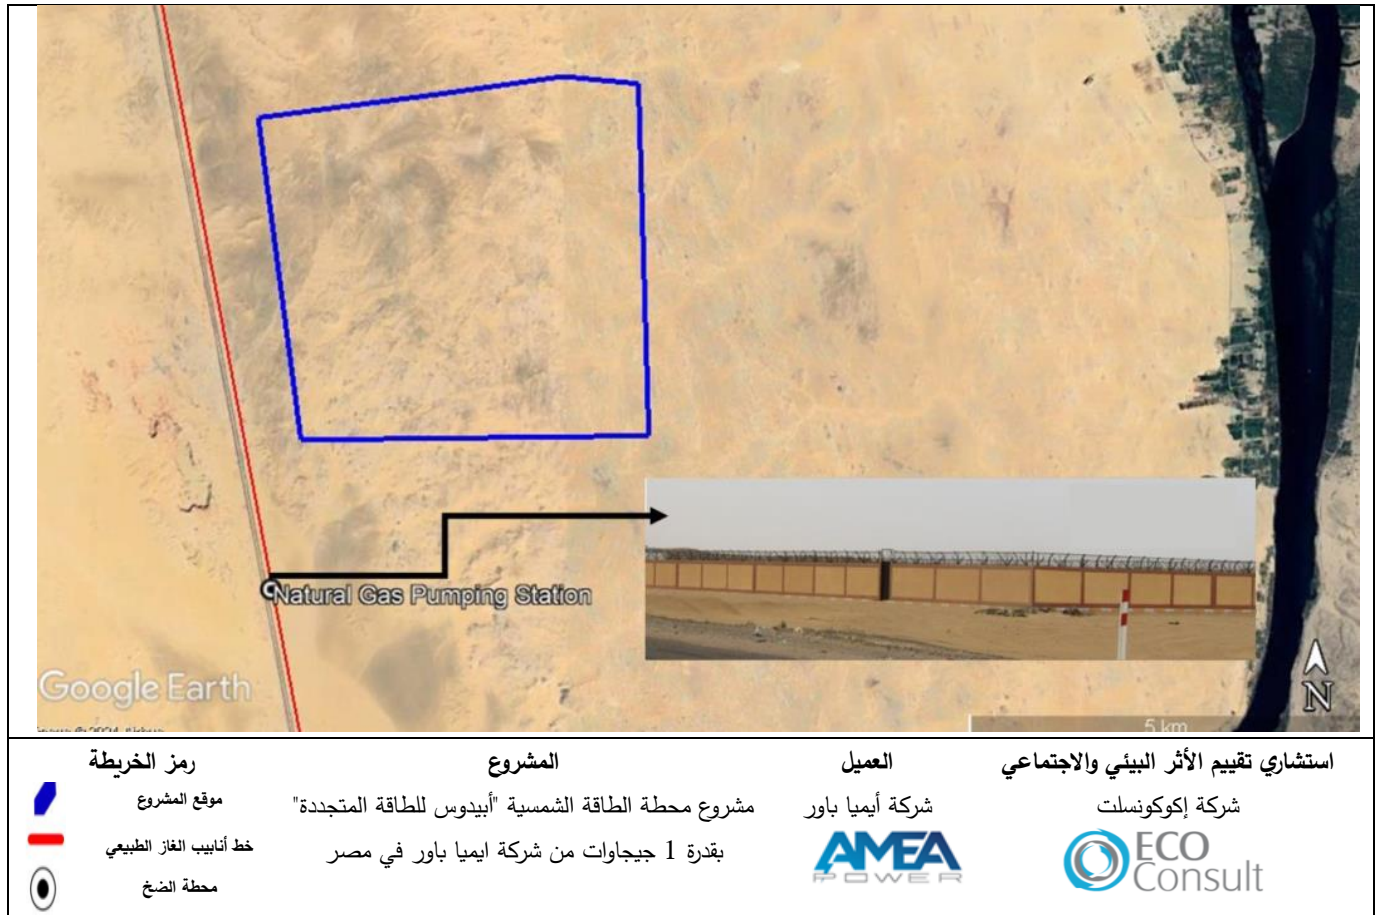 Natural Gas Pumping Station
Google Earth
N
5 km
استشاري تقييم الأثر البيئي والاجتماعي
شركة إكوكونسلت
ECO
Consult
العميل
شركة أيميا باور
AMEA
POWER
المشروع
مشروع محطة الطاقة الشمسية "أبيدوس للطاقة المتجددة"
بقدرة 1 جيجاوات من شركة ايميا باور في مصر
رمز الخريطة
موقع المشروع
خط أنابيب الغاز الطبيعي
محطة الضخ